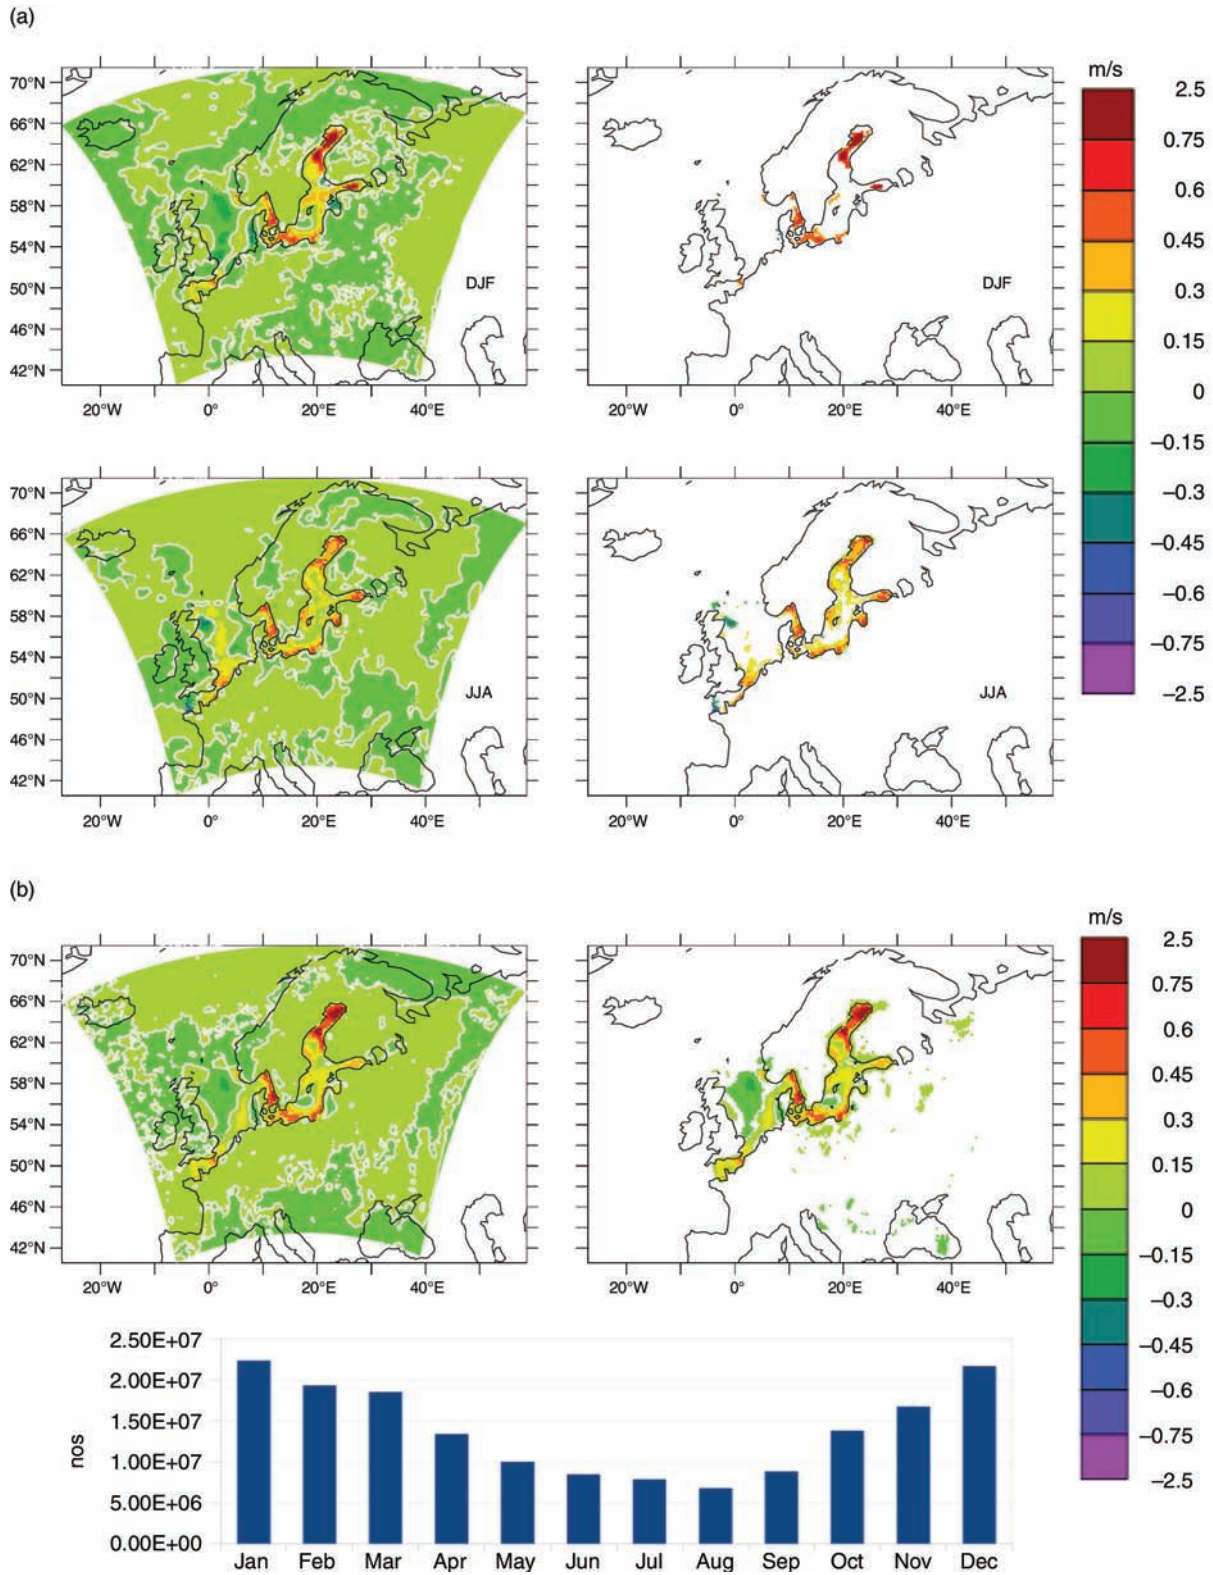 (a)
m/s
70°N
66°N
62°N
58°N
54°N
50°N
46°N
42°N
DJF
DJF
20°W 0° 20°E 40°E
20°W 0° 20°E 40°E
2.5
0.75
0.6
0.45
0.3
0.15
0
−0.15
−0.3
−0.45
−0.6
−0.75
−2.5
70°N
66°N
62°N
58°N
54°N
50°N
46°N
42°N
JJA
JJA
20°W 0° 20°E 40°E
20°W 0° 20°E 40°E
(b)
m/s
70°N
66°N
62°N
58°N
54°N
50°N
46°N
42°N
20°W 0° 20°E 40°E
20°W 0° 20°E 40°E
2.5
0.75
0.6
0.45
0.3
0.15
0
−0.15
−0.3
−0.45
−0.6
−0.75
−2.5
2.50E+07
2.00E+07
1.50E+07
1.00E+07
5.00E+06
0.00E+00
nos
Jan Feb Mar Apr May Jun Jul Aug Sep Oct Nov Dec